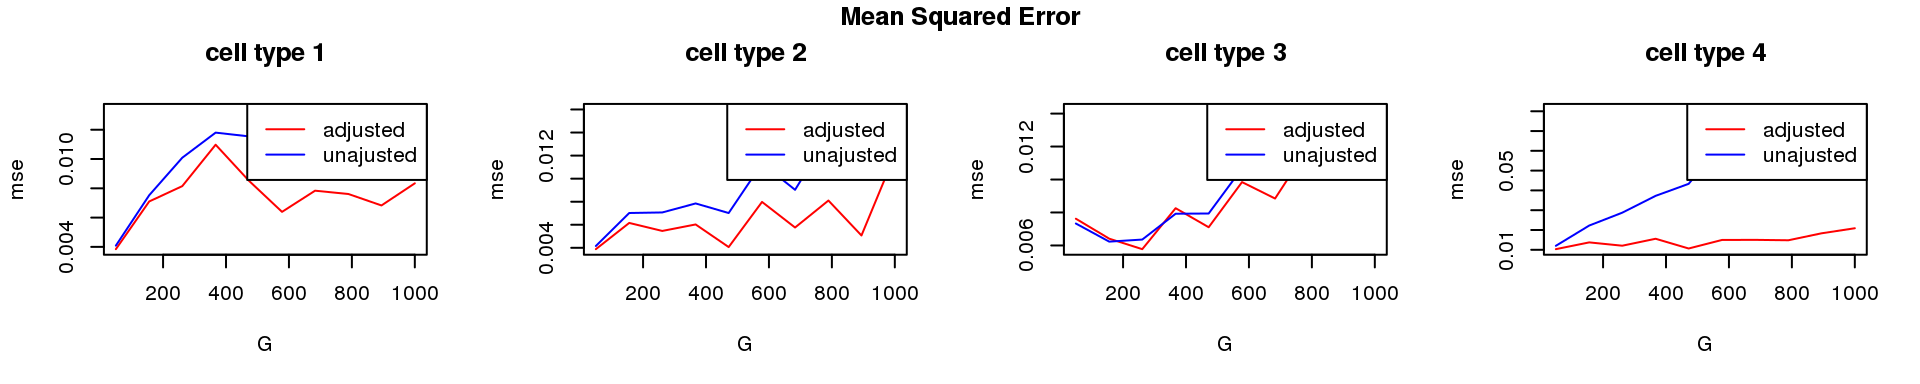 Mean Squared Error
cell type 1
mse
0.004 0.010
adjusted
unajusted
200 400 600 800 1000
G
cell type 2
mse
0.004 0.012
adjusted
unajusted
200 400 600 800 1000
G
cell type 3
mse
0.006 0.012
adjusted
unajusted
200 400 600 800 1000
G
cell type 4
mse
0.01 0.05
adjusted
unajusted
200 400 600 800 1000
G